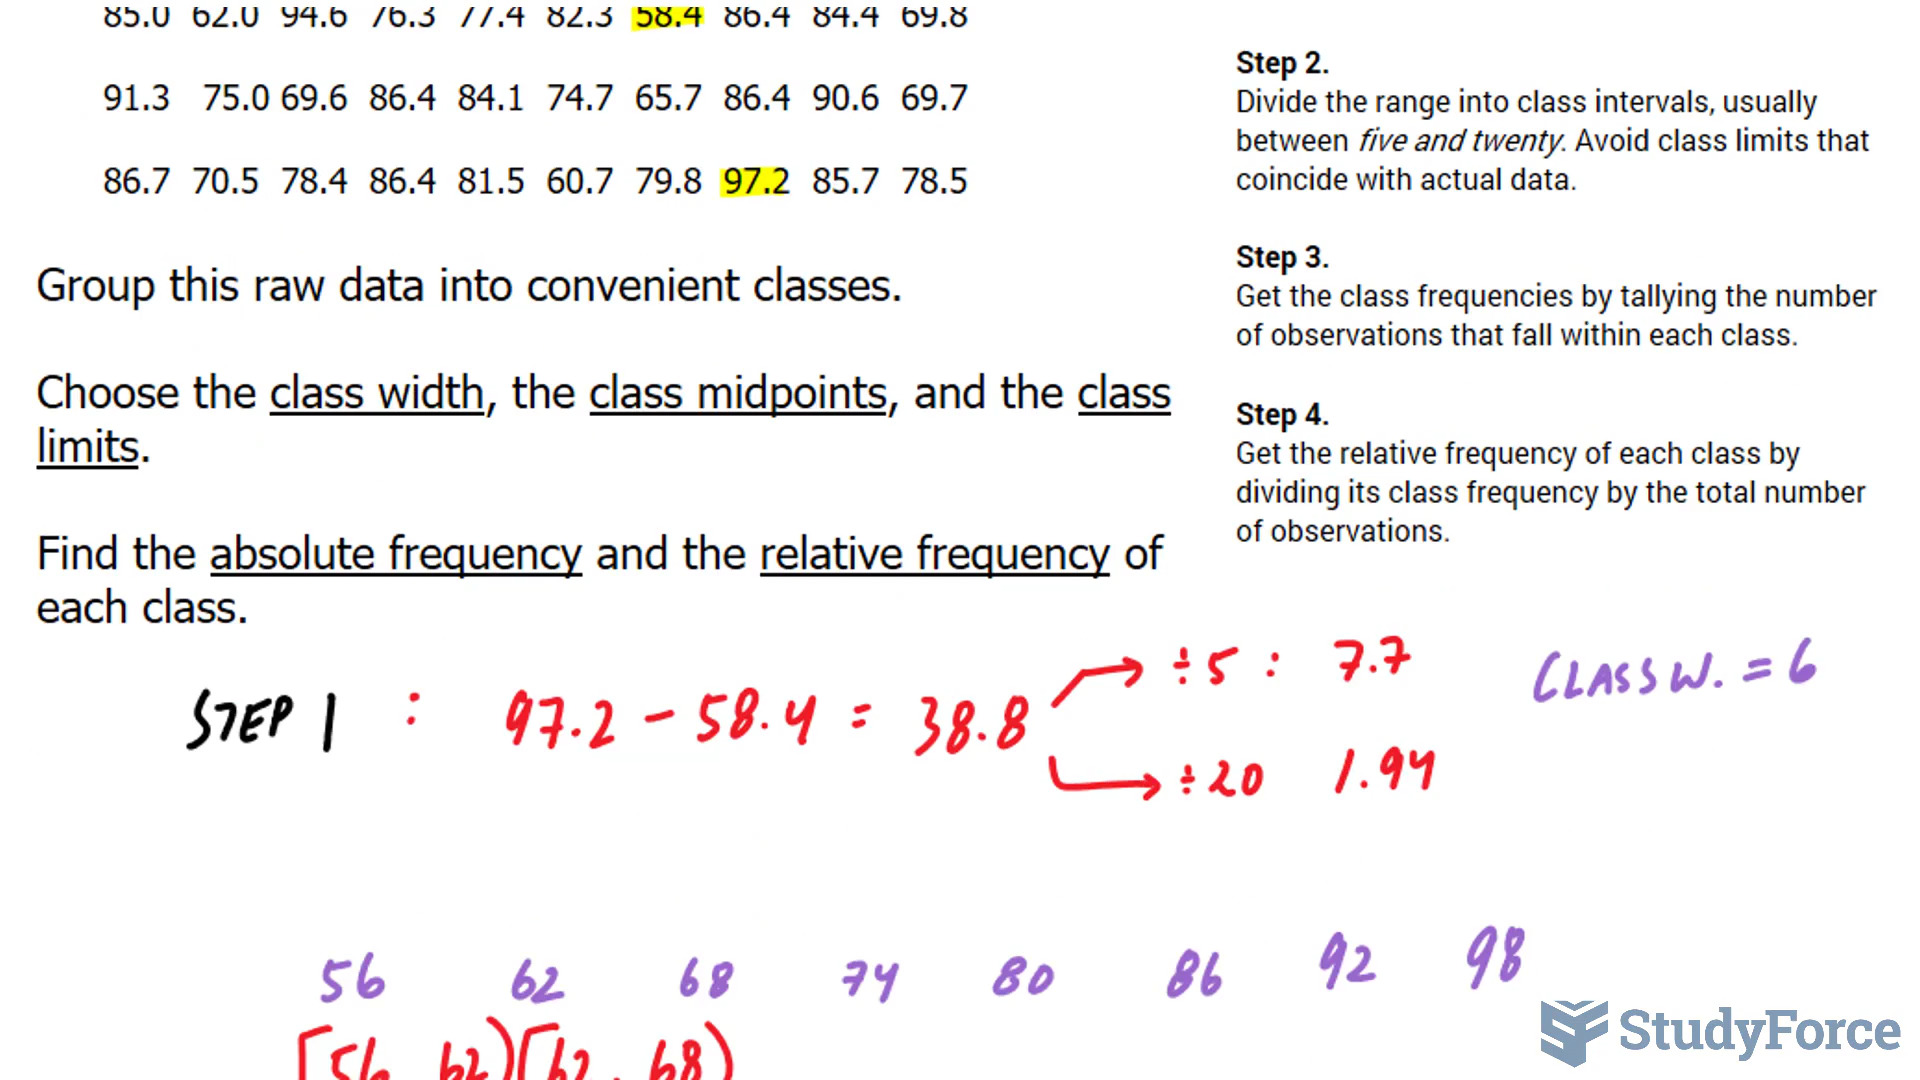 85.0 62.0 94.6 76.3 77.4 82.3 58.4 86.4 84.4 69.8
91.3 75.0 69.6 86.4 84.1 74.7 65.7 86.4 90.6 69.7
86.7 70.5 78.4 86.4 81.5 60.7 79.8 97.2 85.7 78.5
Group this raw data into convenient classes.
Choose the class width, the class midpoints, and the class
limits.
Find the absolute frequency and the relative frequency of
each class.
Step 2.
Divide the range into class intervals, usually
between five and twenty. Avoid class limits that
coincide with actual data.
Step 3.
Get the class frequencies by tallying the number
of observations that fall within each class.
Step 4.
Get the relative frequency of each class by
dividing its class frequency by the total number
of observations.
STEP 1 : 97.2 - 58.4 = 38.8
÷5 : 7.7
÷20 1.94
CLASS W. = 6
56 62 68 74 80 86 92 98
[56 62) [62, 68)
StudyForce